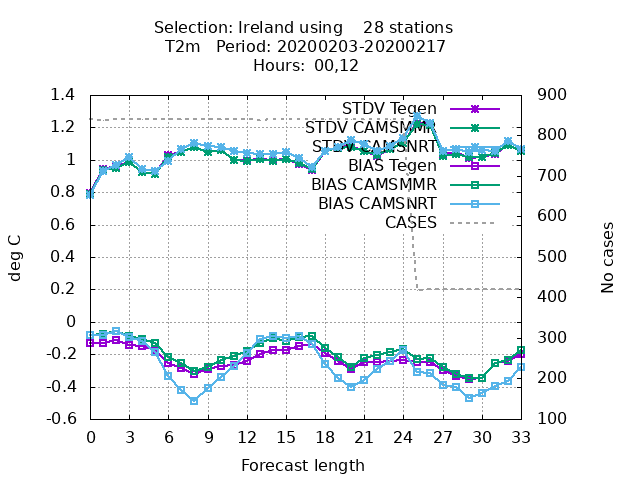 Selection: Ireland using 28 stations
T2m Period: 20200203-20200217
Hours: 00,12
STDV Tegen
STDV CAMSMMR
STDV CAMSNRT
BIAS Tegen
BIAS CAMSMMR
BIAS CAMSNRT
CASES
1.4
1.2
1
0.8
0.6
0.4
0.2
0
-0.2
-0.4
-0.6
deg C
900
800
700
600
500
400
300
200
100
No cases
0 3 6 9 12 15 18 21 24 27 30 33
Forecast length